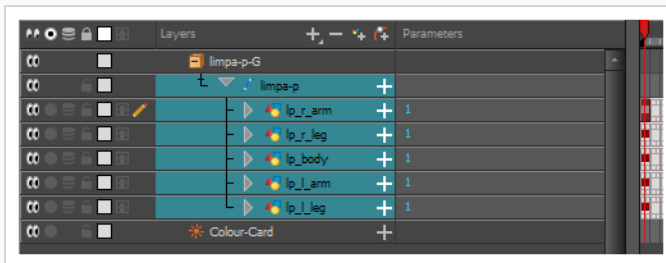 Layers Parameters
limpa-p-G
limpa-p
lp_r_arm 1
lp_r_leg 1
lp_body 1
lp_l_arm 1
lp_l_leg 1
Colour-Card